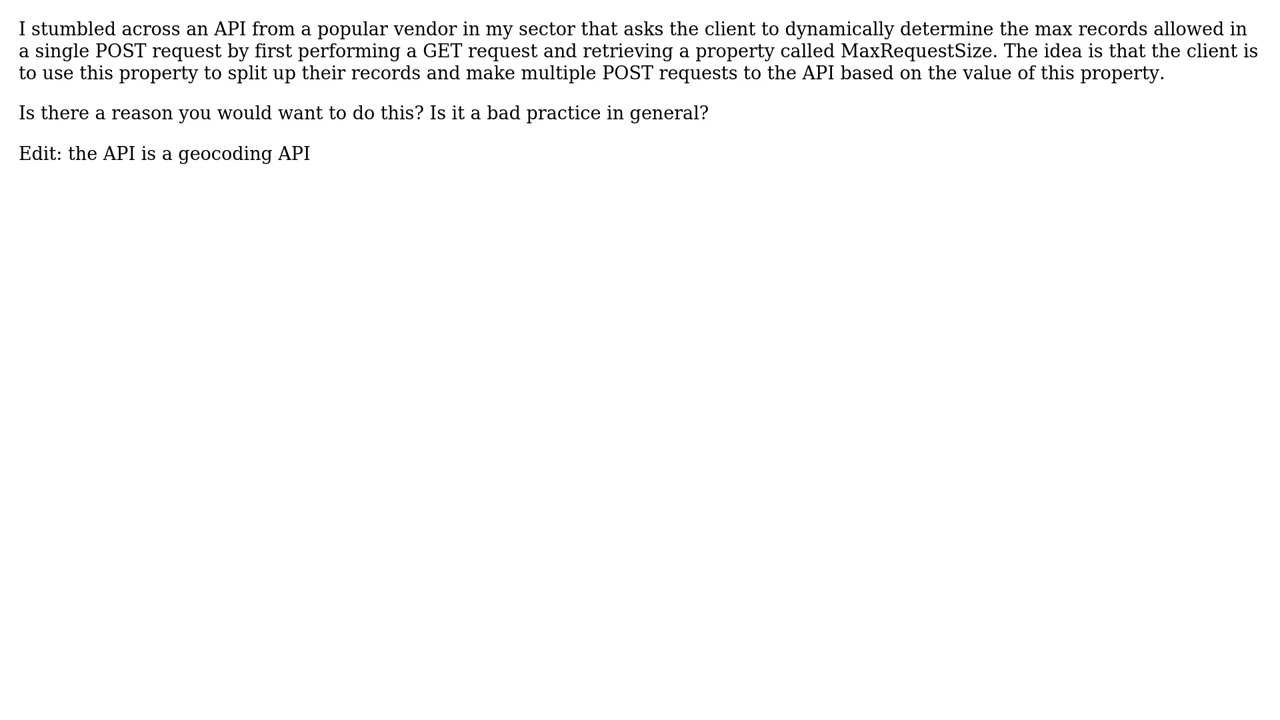 I stumbled across an API from a popular vendor in my sector that asks the client to dynamically determine the max records allowed in
a single POST request by first performing a GET request and retrieving a property called MaxRequestSize. The idea is that the client is
to use this property to split up their records and make multiple POST requests to the API based on the value of this property.
Is there a reason you would want to do this? Is it a bad practice in general?
Edit: the API is a geocoding API